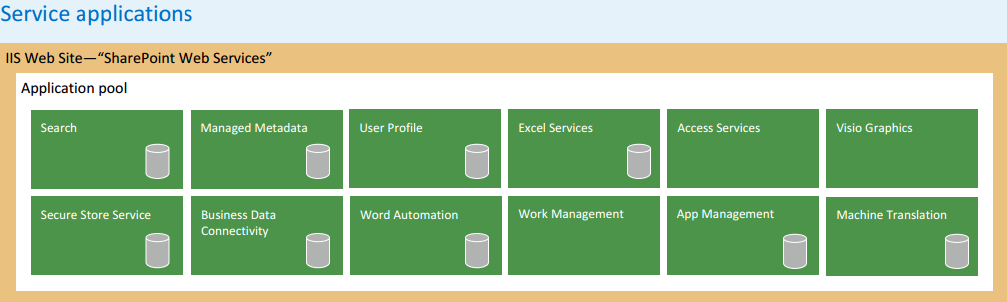 Service applications
IIS Web Site—“SharePoint Web Services”
Application pool
Search
Managed Metadata
User Profile
Excel Services
Access Services
Visio Graphics
Secure Store Service
Business Data
Connectivity
Word Automation
Work Management
App Management
Machine Translation